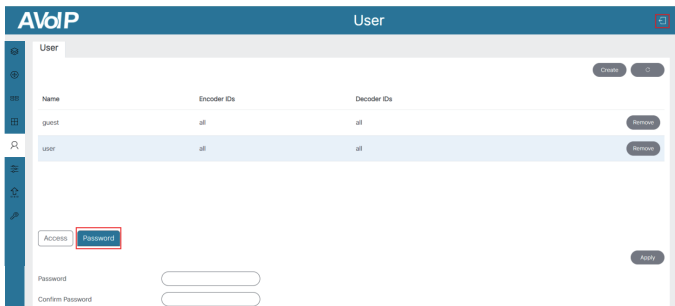 AVoIP User
User
Create
Name Encoder IDs Decoder IDs
guest all all Remove
user all all Remove
Access Password
Apply
Password
Confirm Password